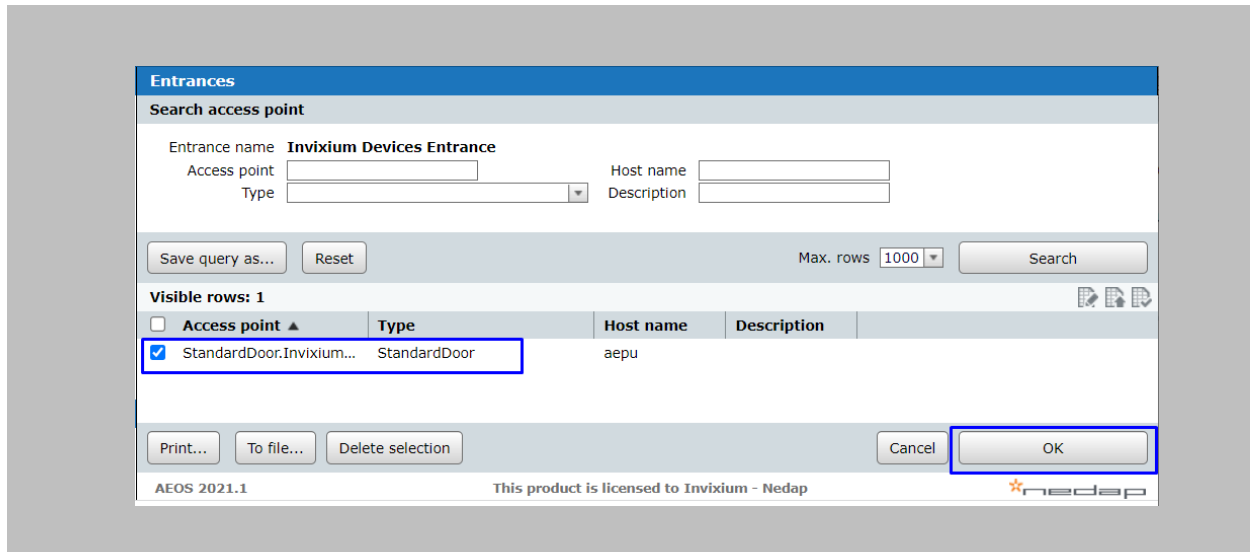 Entrances
Search access point
Entrance name Invixium Devices Entrance
Access point Host name
Type Description
Save query as... Reset Max. rows 1000 Search
Visible rows: 1
Access point ▲ Type Host name Description
StandardDoor.Invixium... StandardDoor aepu
Print... To file... Delete selection Cancel OK
AEOS 2021.1 This product is licensed to Invixium - Nedap nedap